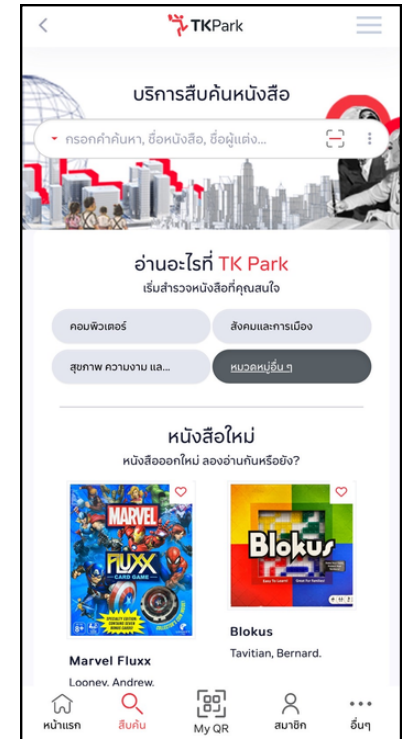 TKPark
บริการสืบค้นหนังสือ
กรอกคำค้นหา, ชื่อหนังสือ, ชื่อผู้แต่ง...
อ่านอะไรที่ TK Park
เริ่มสำรวจหนังสือที่คุณสนใจ
คอมพิวเตอร์
สังคมและการเมือง
สุขภาพ ความงาม แล...
หมวดหมู่อื่น ๆ
หนังสือใหม่
หนังสือออกใหม่ ลองอ่านกันหรือยัง?
MARVEL
FLUXX
CARD GAME
8+
Blokus
Easy To Learn!
Marvel Fluxx
Looney, Andrew.
Blokus
Tavitian, Bernard.
หน้าแรก
สืบค้น
My QR
สมาชิก
อื่นๆ